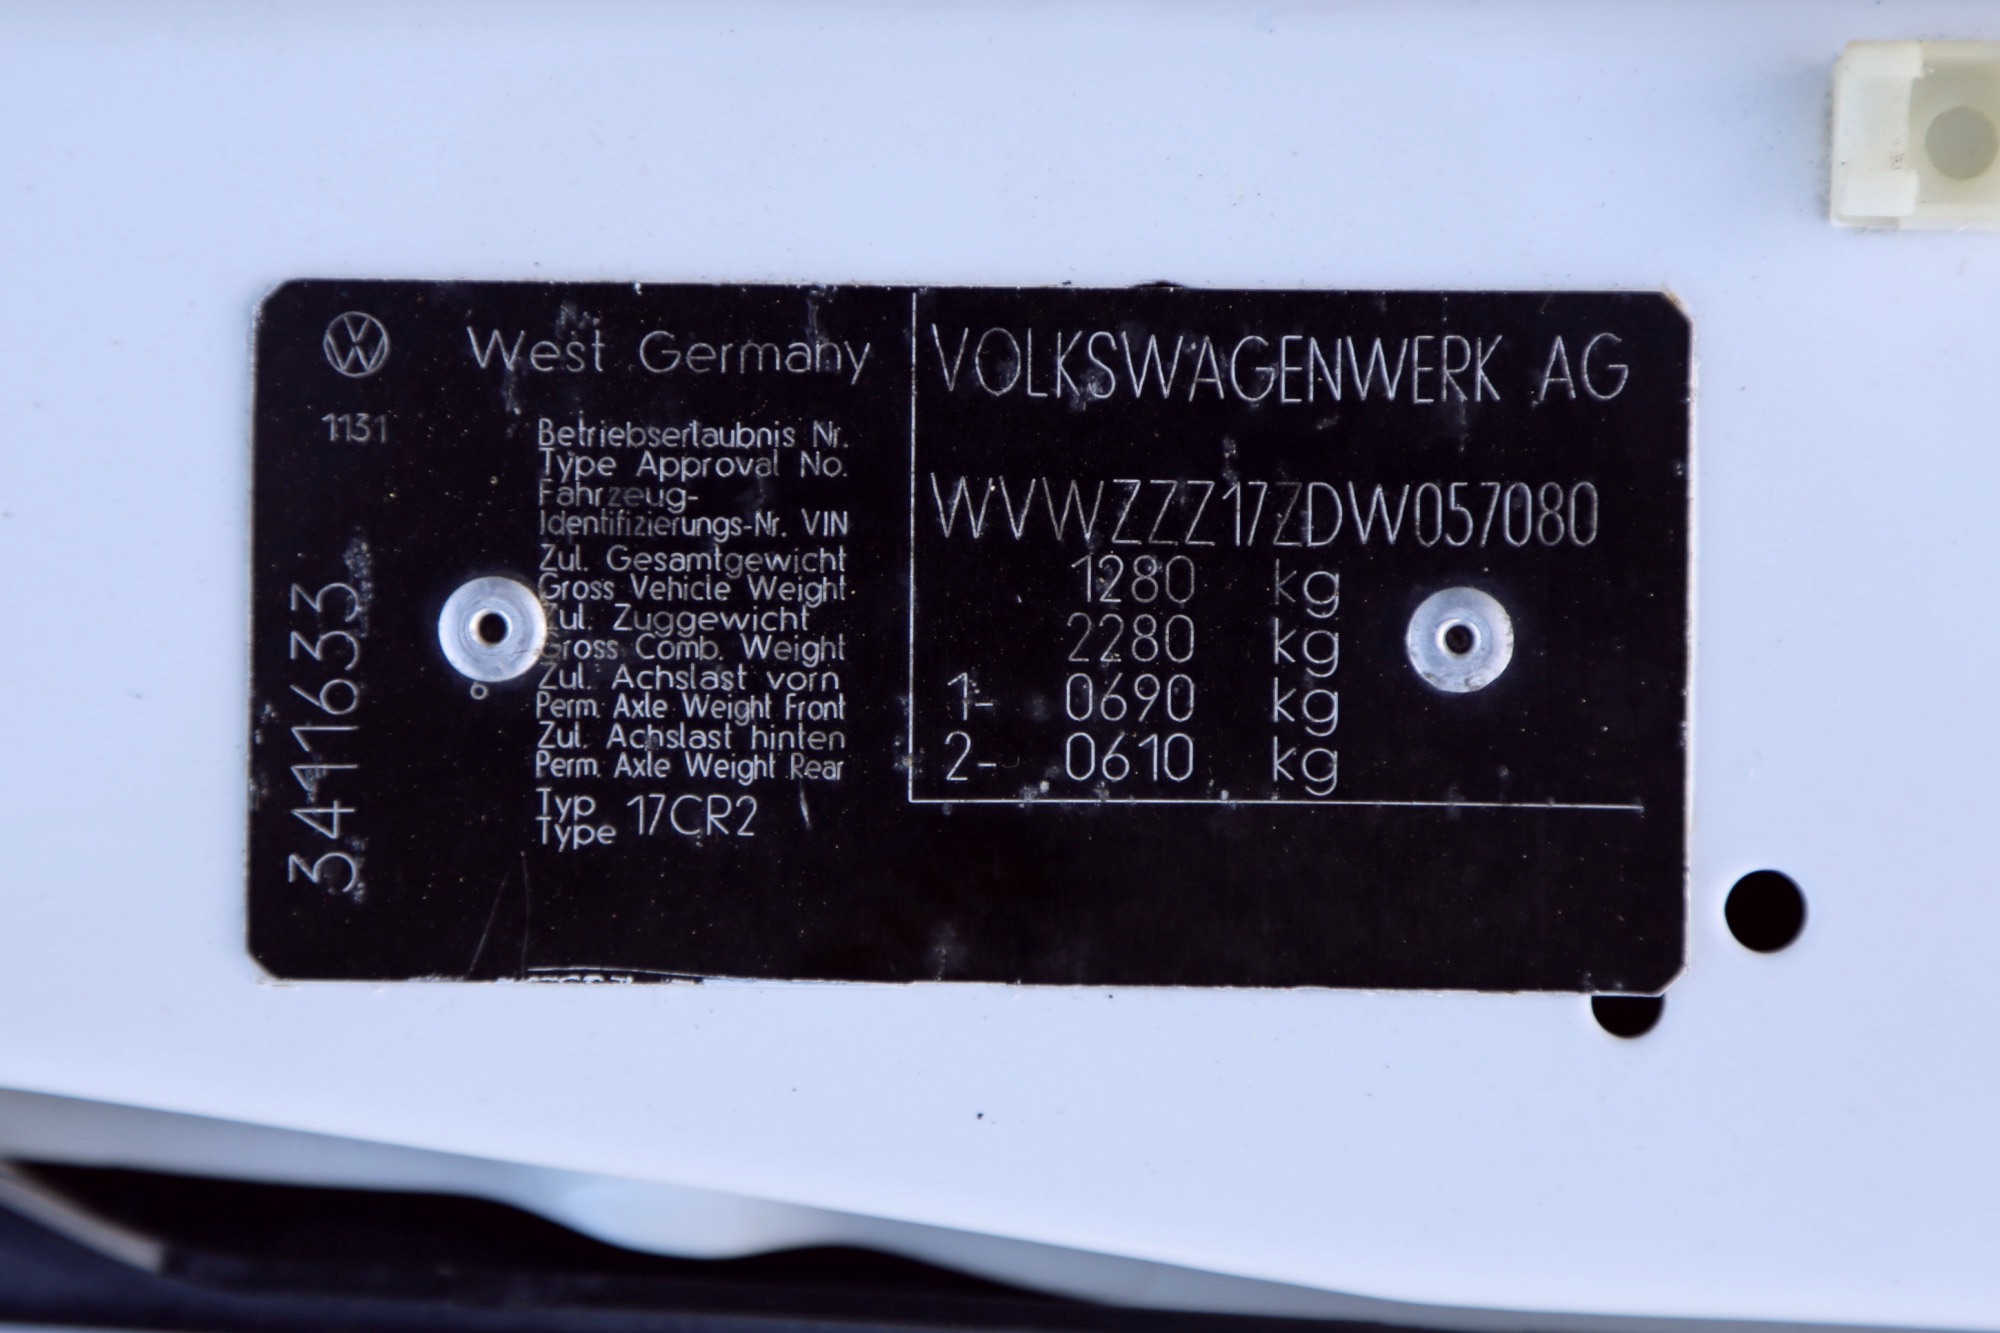 West Germany
1131
Betriebserlaubnis Nr.
Type Approval No.
Fahrzeug-
Identifizierungs-Nr. VIN
Zul. Gesamtgewicht
Gross Vehicle Weight
Zul. Zuggewicht
Gross Comb. Weight
Zul. Achslast vorn
Perm. Axle Weight Front
Zul. Achslast hinten
Perm. Axle Weight Rear
Typ
Type 17CR2
3411633
VOLKSWAGENWERK AG
WVWZZZ17ZDW057080
1280 kg
2280 kg
1- 0690 kg
2- 0610 kg